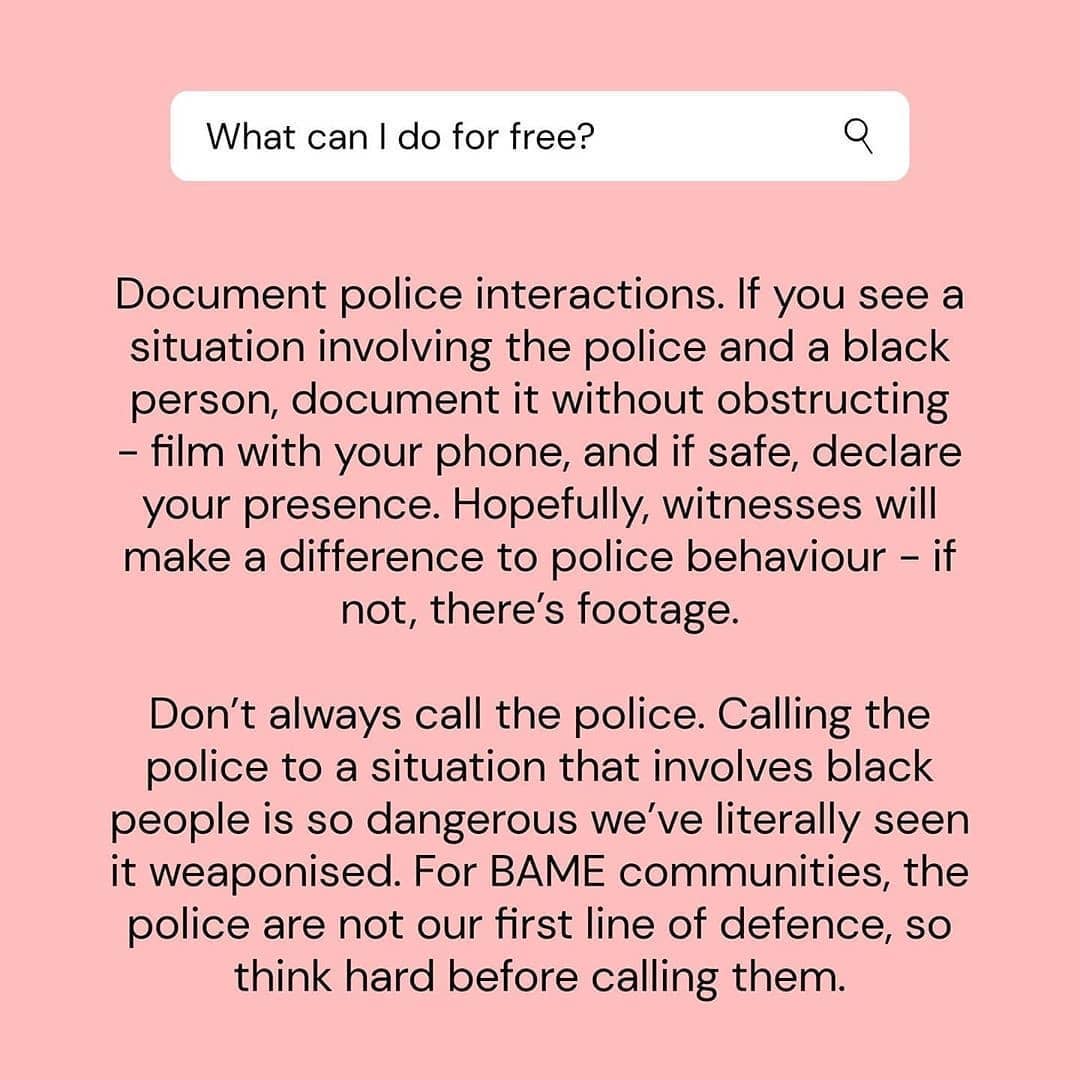 What can I do for free?
Document police interactions. If you see a
situation involving the police and a black
person, document it without obstructing
– film with your phone, and if safe, declare
your presence. Hopefully, witnesses will
make a difference to police behaviour – if
not, there’s footage.
Don’t always call the police. Calling the
police to a situation that involves black
people is so dangerous we’ve literally seen
it weaponised. For BAME communities, the
police are not our first line of defence, so
think hard before calling them.